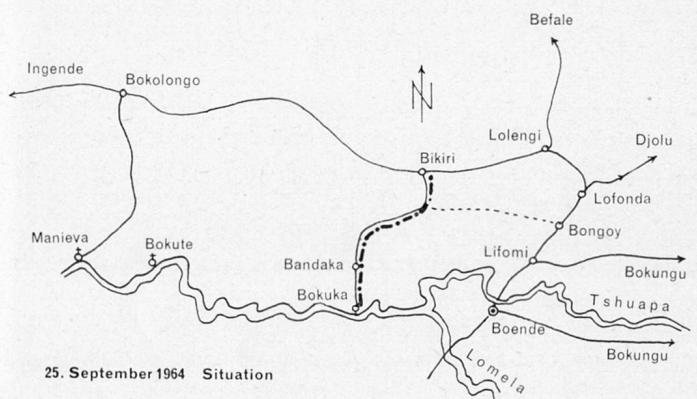 Befale
Ingende
Bokolongo
N
Lolengi
Djolu
Bikiri
Lofonda
Manieva
Bokute
Bongoy
Bandaka
Lifomi
Bokungu
Bokuka
Tshuapa
Boende
Bokungu
Lomela
25. September 1964 Situation